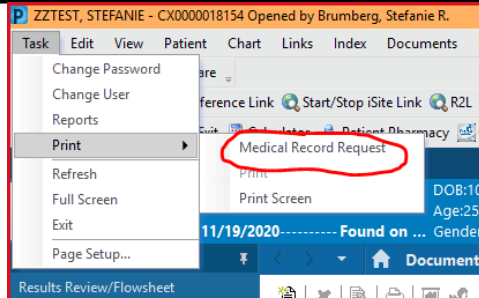 ZZTEST, STEFANIE - CX0000018154 Opened by Brumberg, Stefanie R.
Task Edit View Patient Chart Links Index Documents
Change Password
Change User
Reports
Print
Refresh
Full Screen
Exit
Page Setup...
are
ference Link Start/Stop iSite Link R2L
Exit Calculator Patient Pharmacy
Medical Record Request
Print
Print Screen
DOB:10
Age:25
11/19/2020---------- Found on ... Gender
Document
Results Review/Flowsheet